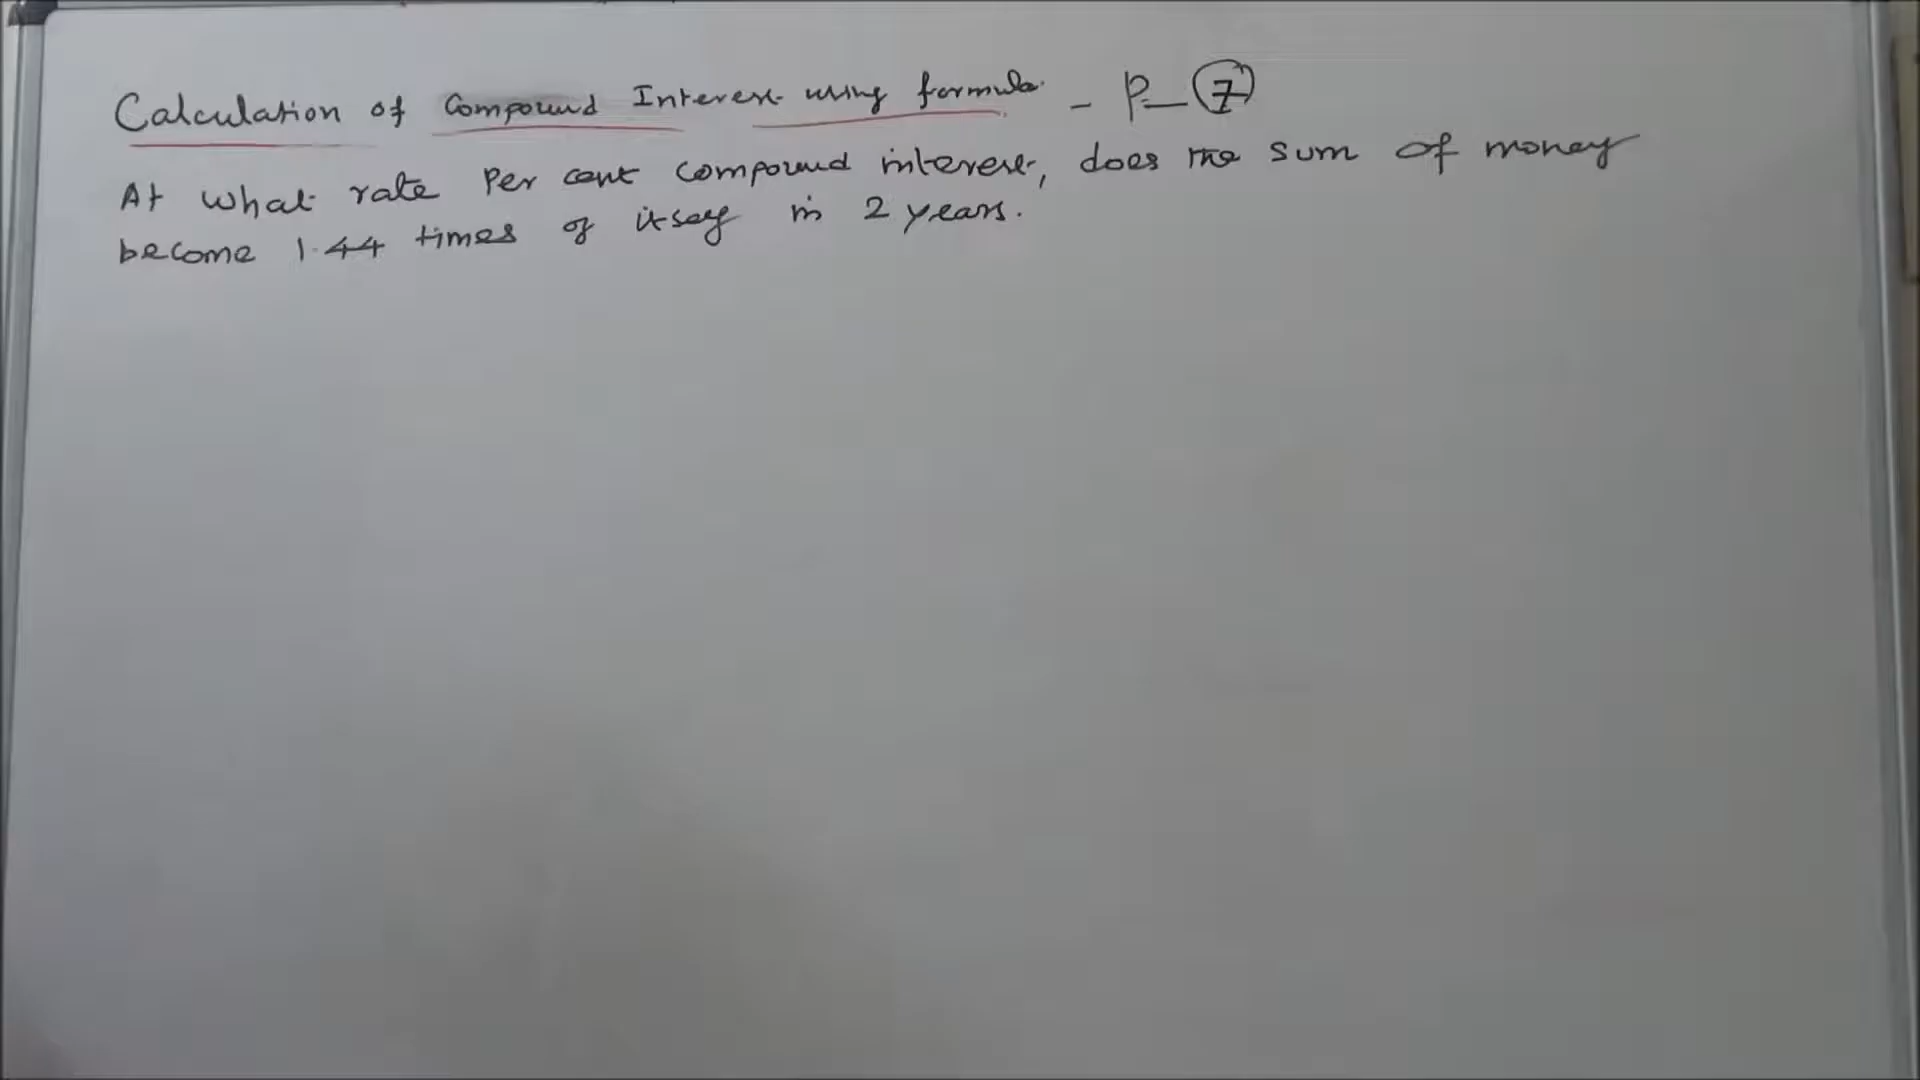 Calculation of Compound Interest using formula - P- 7
At what rate Per cent compound interest, does the sum of money
become 1.44 times of itself in 2 years.